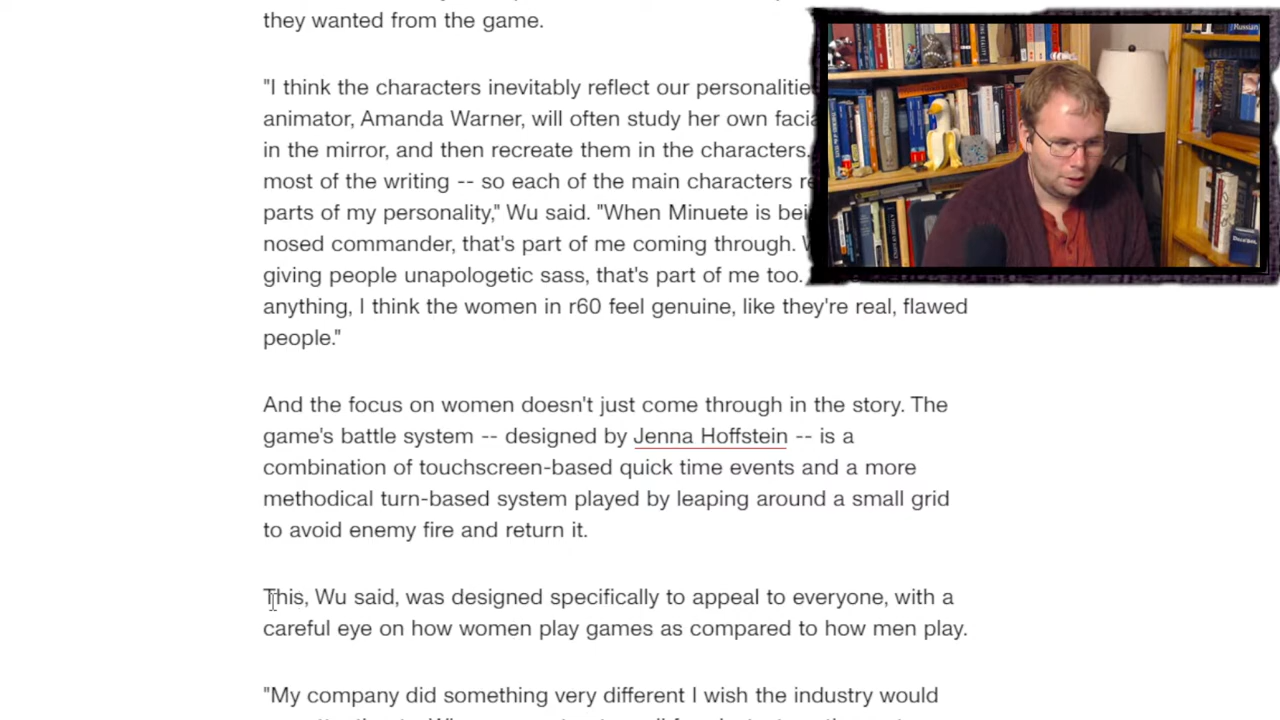 they wanted from the game.
"I think the characters inevitably reflect our personalitie
animator, Amanda Warner, will often study her own facia
in the mirror, and then recreate them in the characters.
most of the writing -- so each of the main characters re
parts of my personality," Wu said. "When Minuete is bei
nosed commander, that's part of me coming through.
giving people unapologetic sass, that's part of me too.
anything, I think the women in r60 feel genuine, like they're real, flawed
people."
And the focus on women doesn't just come through in the story. The
game's battle system -- designed by Jenna Hoffstein -- is a
combination of touchscreen-based quick time events and a more
methodical turn-based system played by leaping around a small grid
to avoid enemy fire and return it.
This, Wu said, was designed specifically to appeal to everyone, with a
careful eye on how women play games as compared to how men play.
"My company did something very different I wish the industry would